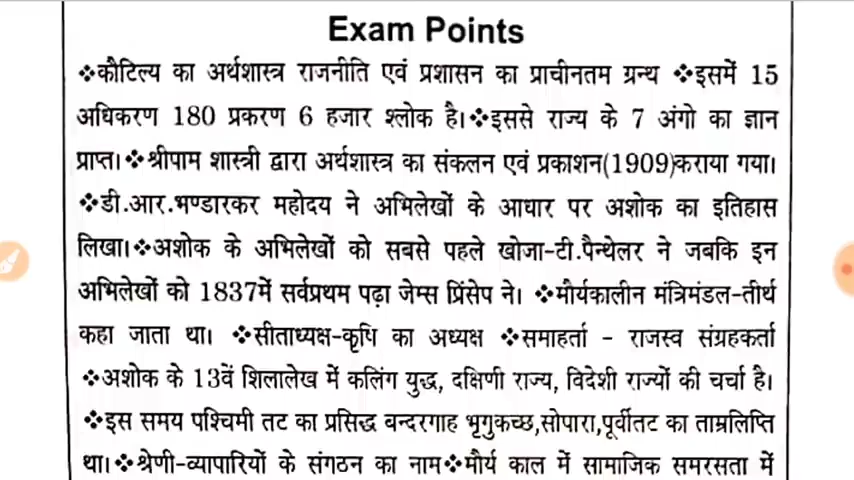 Exam Points
❖कौटिल्य का अर्थशास्त्र राजनीति एवं प्रशासन का प्राचीनतम ग्रन्थ ❖इसमें 15
अधिकरण 180 प्रकरण 6 हजार श्लोक है।❖इससे राज्य के 7 अंगो का ज्ञान
प्राप्त।❖श्रीपाम शास्त्री द्वारा अर्थशास्त्र का संकलन एवं प्रकाशन(1909)कराया गया।
❖डी.आर.भण्डारकर महोदय ने अभिलेखों के आधार पर अशोक का इतिहास
लिखा।❖अशोक के अभिलेखों को सबसे पहले खोजा-टी.पैन्थेलर ने जबकि इन
अभिलेखों को 1837में सर्वप्रथम पढ़ा जेम्स प्रिंसेप ने। ❖मौर्यकालीन मंत्रिमंडल-तीर्थ
कहा जाता था। ❖सीताध्यक्ष-कृषि का अध्यक्ष ❖समाहर्ता - राजस्व संग्रहकर्ता
❖अशोक के 13वें शिलालेख में कलिंग युद्ध, दक्षिणी राज्य, विदेशी राज्यों की चर्चा है।
❖इस समय पश्चिमी तट का प्रसिद्ध बन्दरगाह भृगुकच्छ,सोपारा,पूर्वीतट का ताम्रलिप्ति
था।❖श्रेणी-व्यापारियों के संगठन का नाम❖मौर्य काल में सामाजिक समरसता में